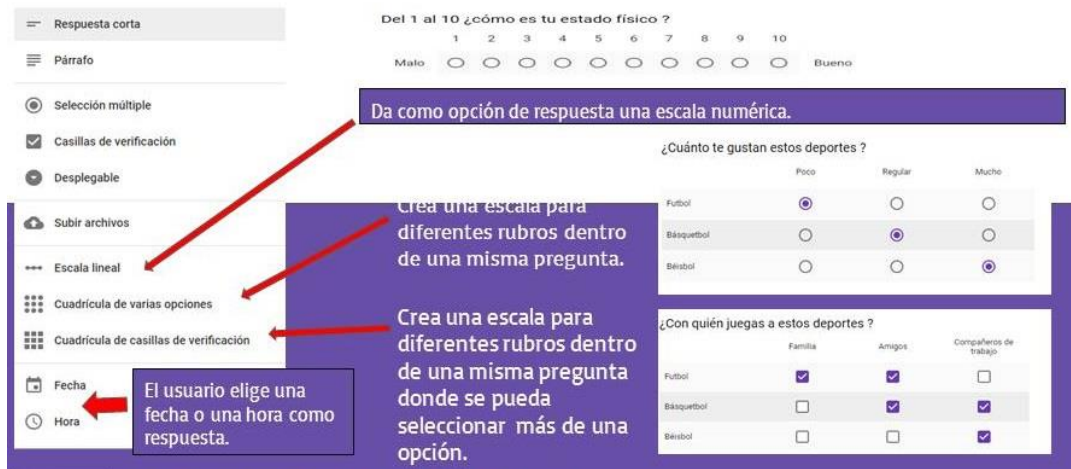 Respuesta corta
Párrafo
Selección múltiple
Casillas de verificación
Desplegable
Subir archivos
Escala lineal
Cuadrícula de varias opciones
Cuadrícula de casillas de verificación
Fecha
Hora
El usuario elige una
fecha o una hora como
respuesta.
Del 1 al 10 ¿cómo es tu estado físico ?
1 2 3 4 5 6 7 8 9 10
Malo Bueno
Da como opción de respuesta una escala numérica.
Crea una escala para
diferentes rubros dentro
de una misma pregunta.
Crea una escala para
diferentes rubros dentro
de una misma pregunta
donde se pueda
seleccionar más de una
opción.
¿Cuánto te gustan estos deportes ?
Poco Regular Mucho
Futbol
Básquetbol
Béisbol
¿Con quién juegas a estos deportes ?
Familia Amigos Compañeros de
trabajo
Futbol
Básquetbol
Béisbol